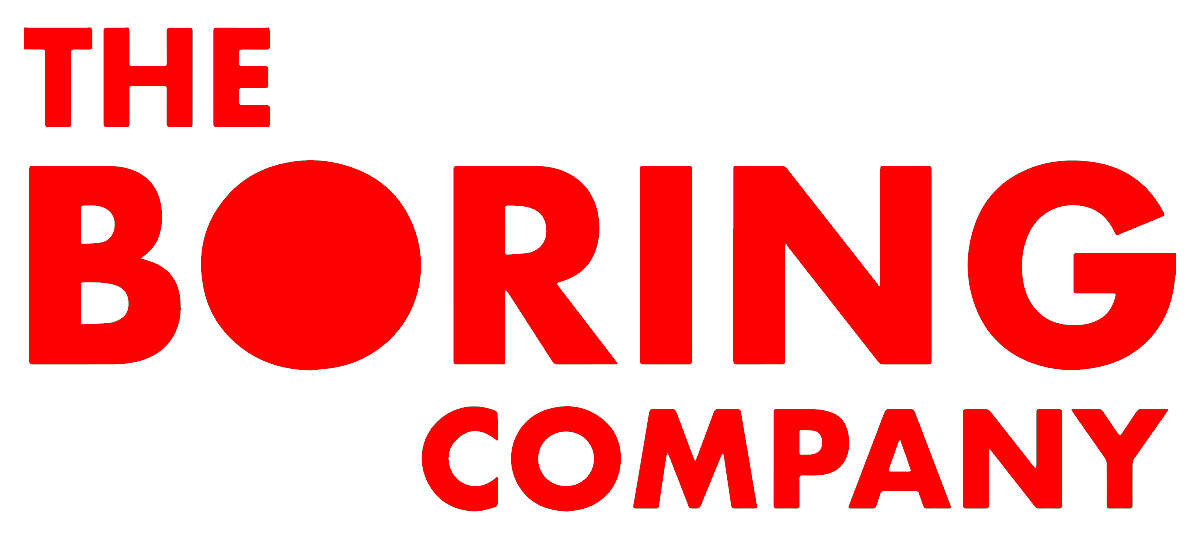 THE
BORING
COMPANY